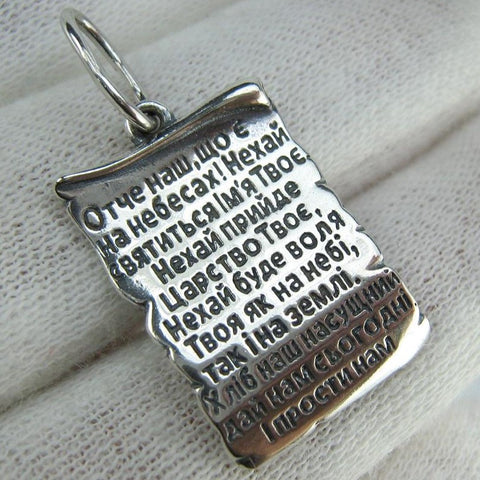 Отче наш, що є
на небесах! Нехай
святиться Ім'я Твоє.
Нехай прийде
Царство Твоє,
Нехай буде воля
Твоя як на небі,
так і на землі.
Хліб наш насущний
дай нам сьогодні
І прости нам